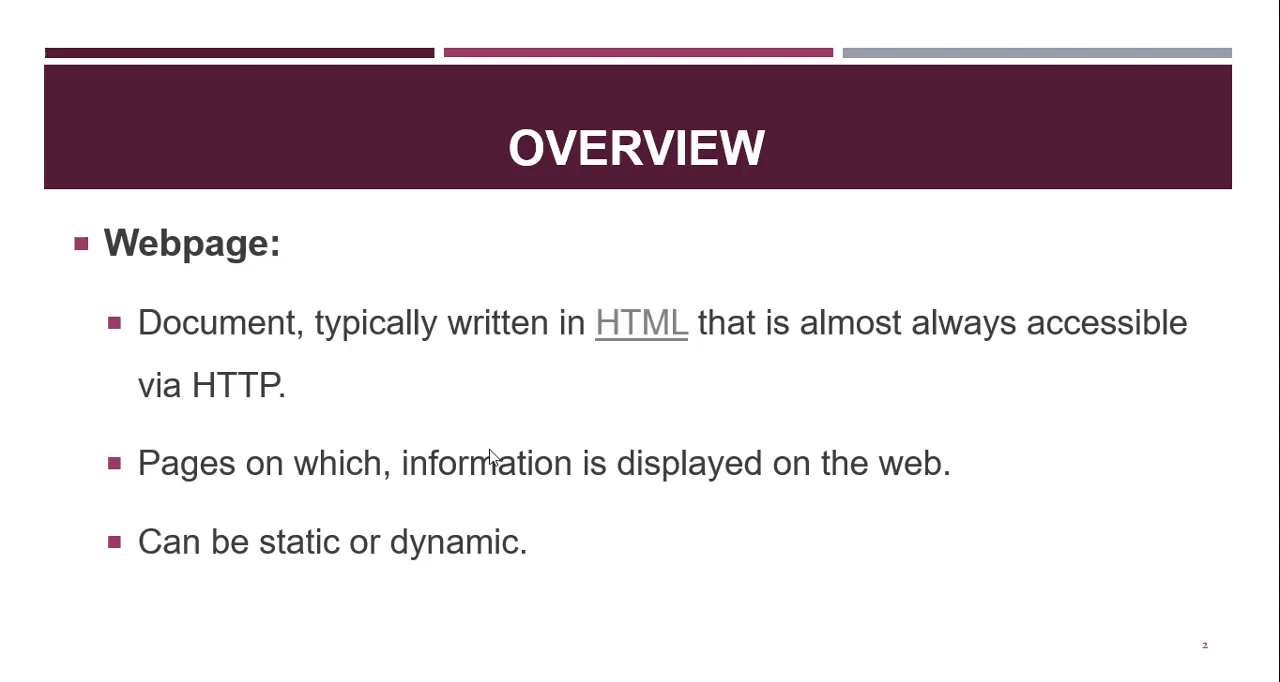 OVERVIEW
Webpage:
Document, typically written in HTML that is almost always accessible
via HTTP.
Pages on which, information is displayed on the web.
Can be static or dynamic.
2